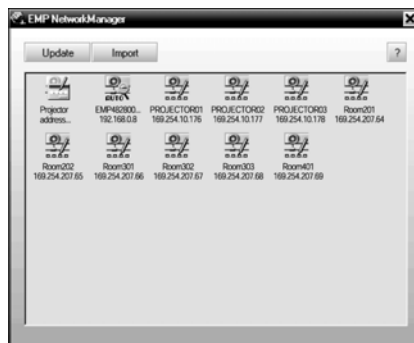 EMP NetworkManager
Update Import ?
Projector EMP482800... PROJECTOR01 PROJECTOR02 PROJECTOR03 Room201
address... 192.168.0.8 169.254.10.176 169.254.10.177 169.254.10.178 169.254.207.64
AUTO
Room202 Room301 Room302 Room303 Room401
169.254.207.65 169.254.207.66 169.254.207.67 169.254.207.68 169.254.207.69